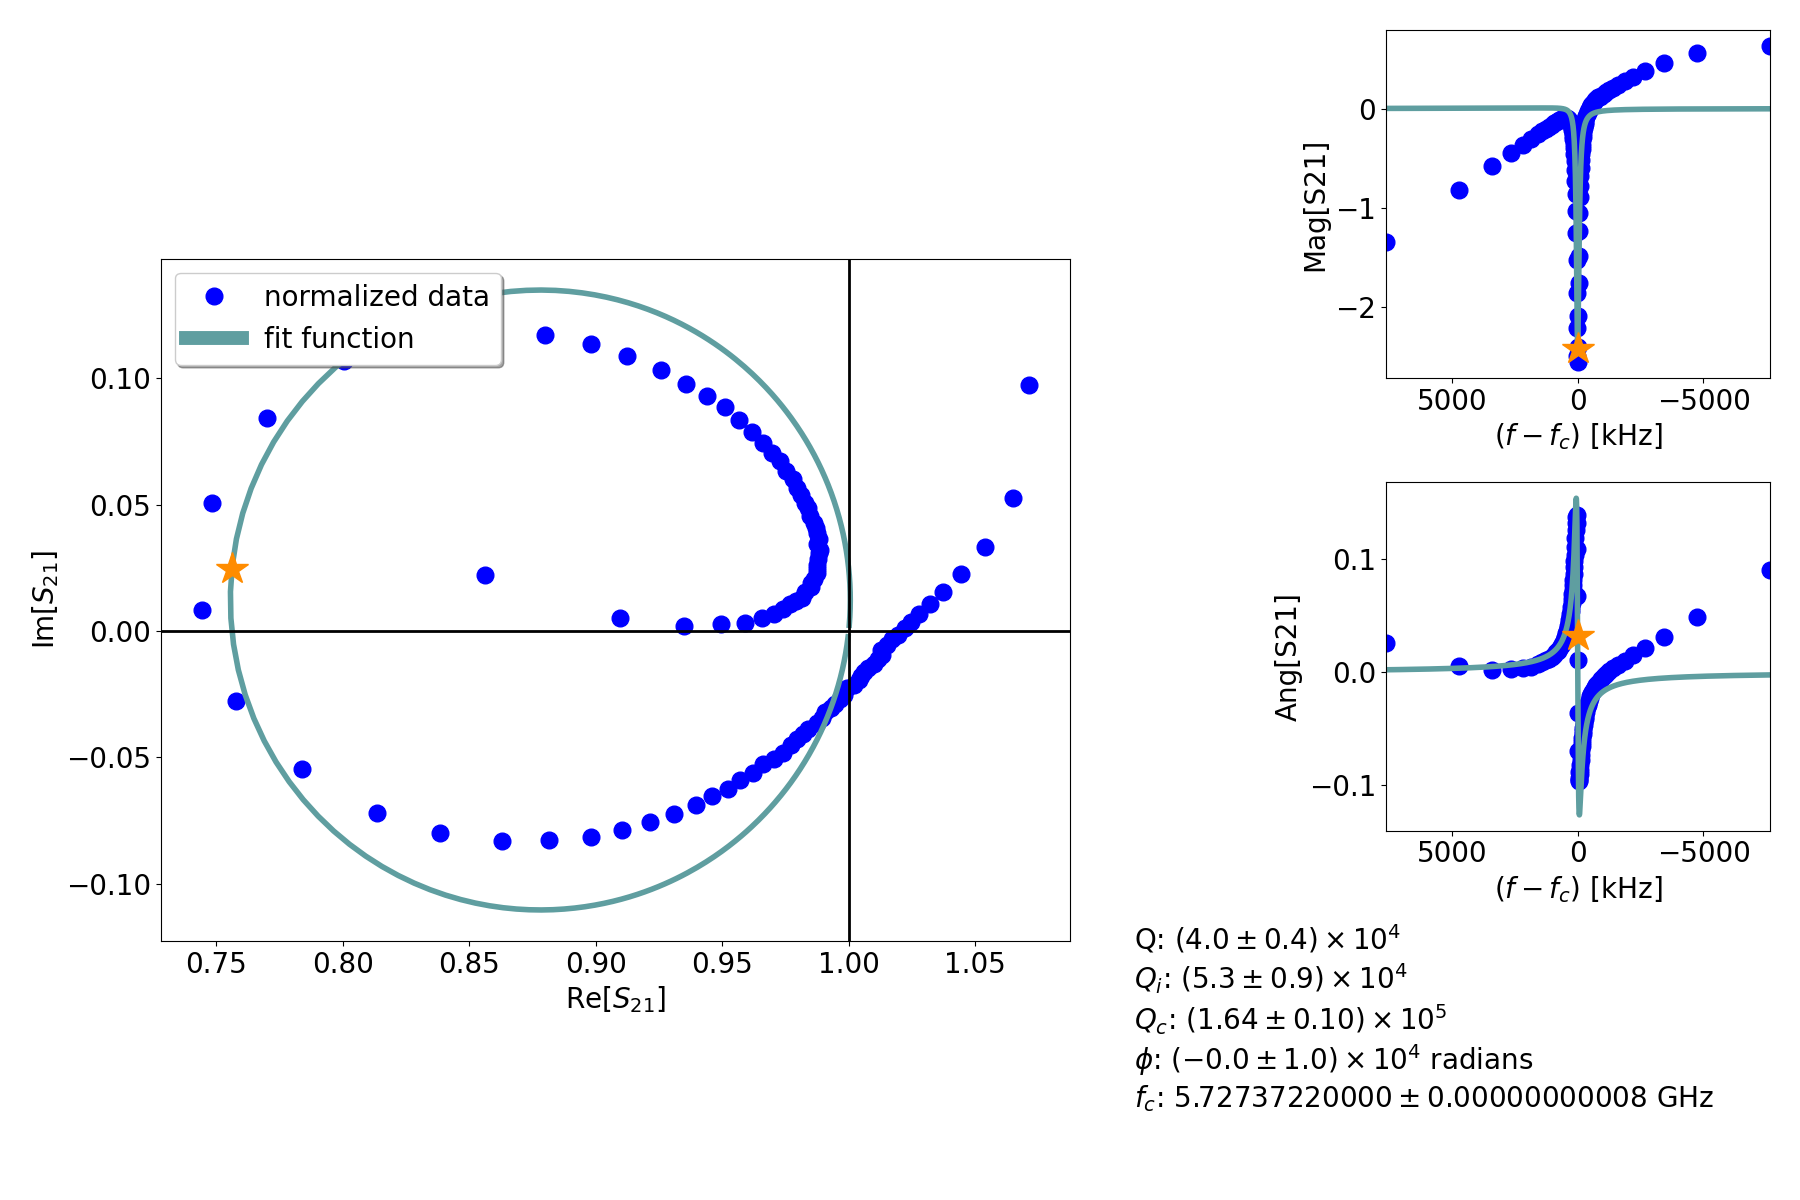 normalized data
fit function
0.10
0.05
0.00
−0.05
−0.10
Im[S21]
0.75
0.80
0.85
0.90
0.95
1.00
1.05
Re[S21]
0
−1
−2
Mag[S21]
5000
0
−5000
(f − fc) [kHz]
0.1
0.0
−0.1
Ang[S21]
5000
0
−5000
(f − fc) [kHz]
Q: (4.0 ± 0.4) × 10^4
Qi: (5.3 ± 0.9) × 10^4
Qc: (1.64 ± 0.10) × 10^5
ϕ: (−0.0 ± 1.0) × 10^4 radians
fc: 5.72737220000 ± 0.00000000008 GHz